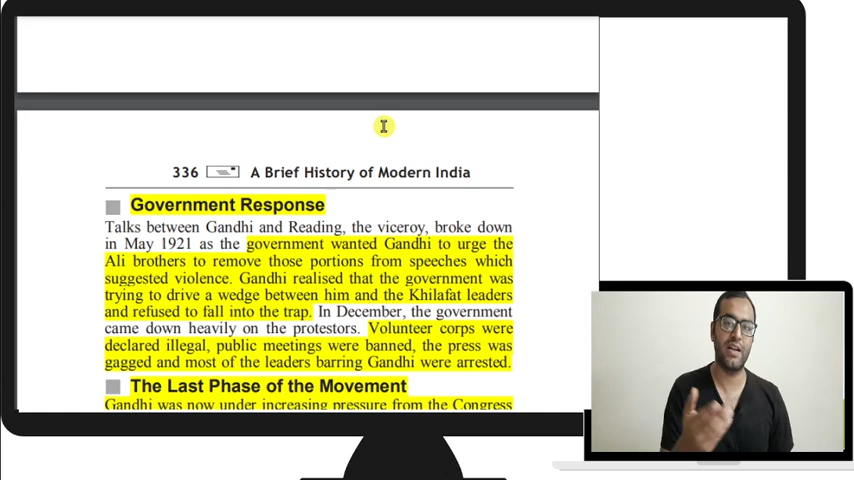 336 A Brief History of Modern India
Government Response
Talks between Gandhi and Reading, the viceroy, broke down
in May 1921 as the government wanted Gandhi to urge the
Ali brothers to remove those portions from speeches which
suggested violence. Gandhi realised that the government was
trying to drive a wedge between him and the Khilafat leaders
and refused to fall into the trap. In December, the government
came down heavily on the protestors. Volunteer corps were
declared illegal, public meetings were banned, the press was
gagged and most of the leaders barring Gandhi were arrested.
The Last Phase of the Movement
Gandhi was now under increasing pressure from the Congress